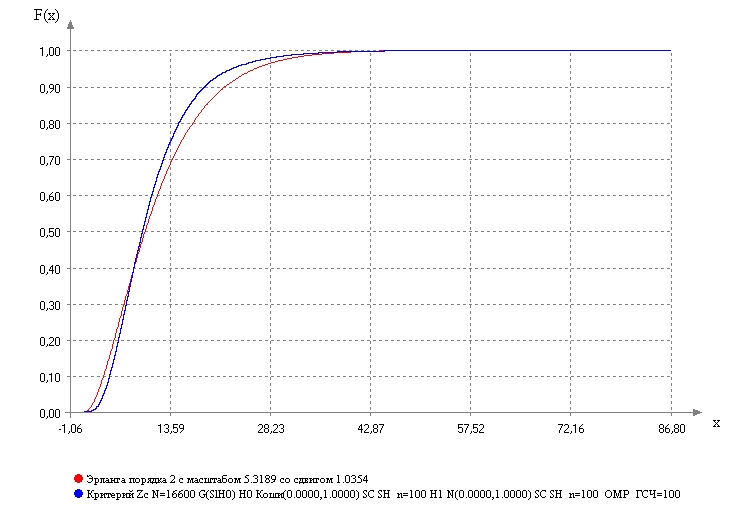 F(x)
1,00
0,90
0,80
0,70
0,60
0,50
0,40
0,30
0,20
0,10
0,00
-1,06 13,59 28,23 42,87 57,52 72,16 86,80
x
Эрланга порядка 2 с масштабом 5.3189 со сдвигом 1.0354
Критерий Zc N=16600 G(S|H0) H0 Коши(0.0000,1.0000) SC SH n=100 H1 N(0.0000,1.0000) SC SH n=100 ОМР ГСЧ=100